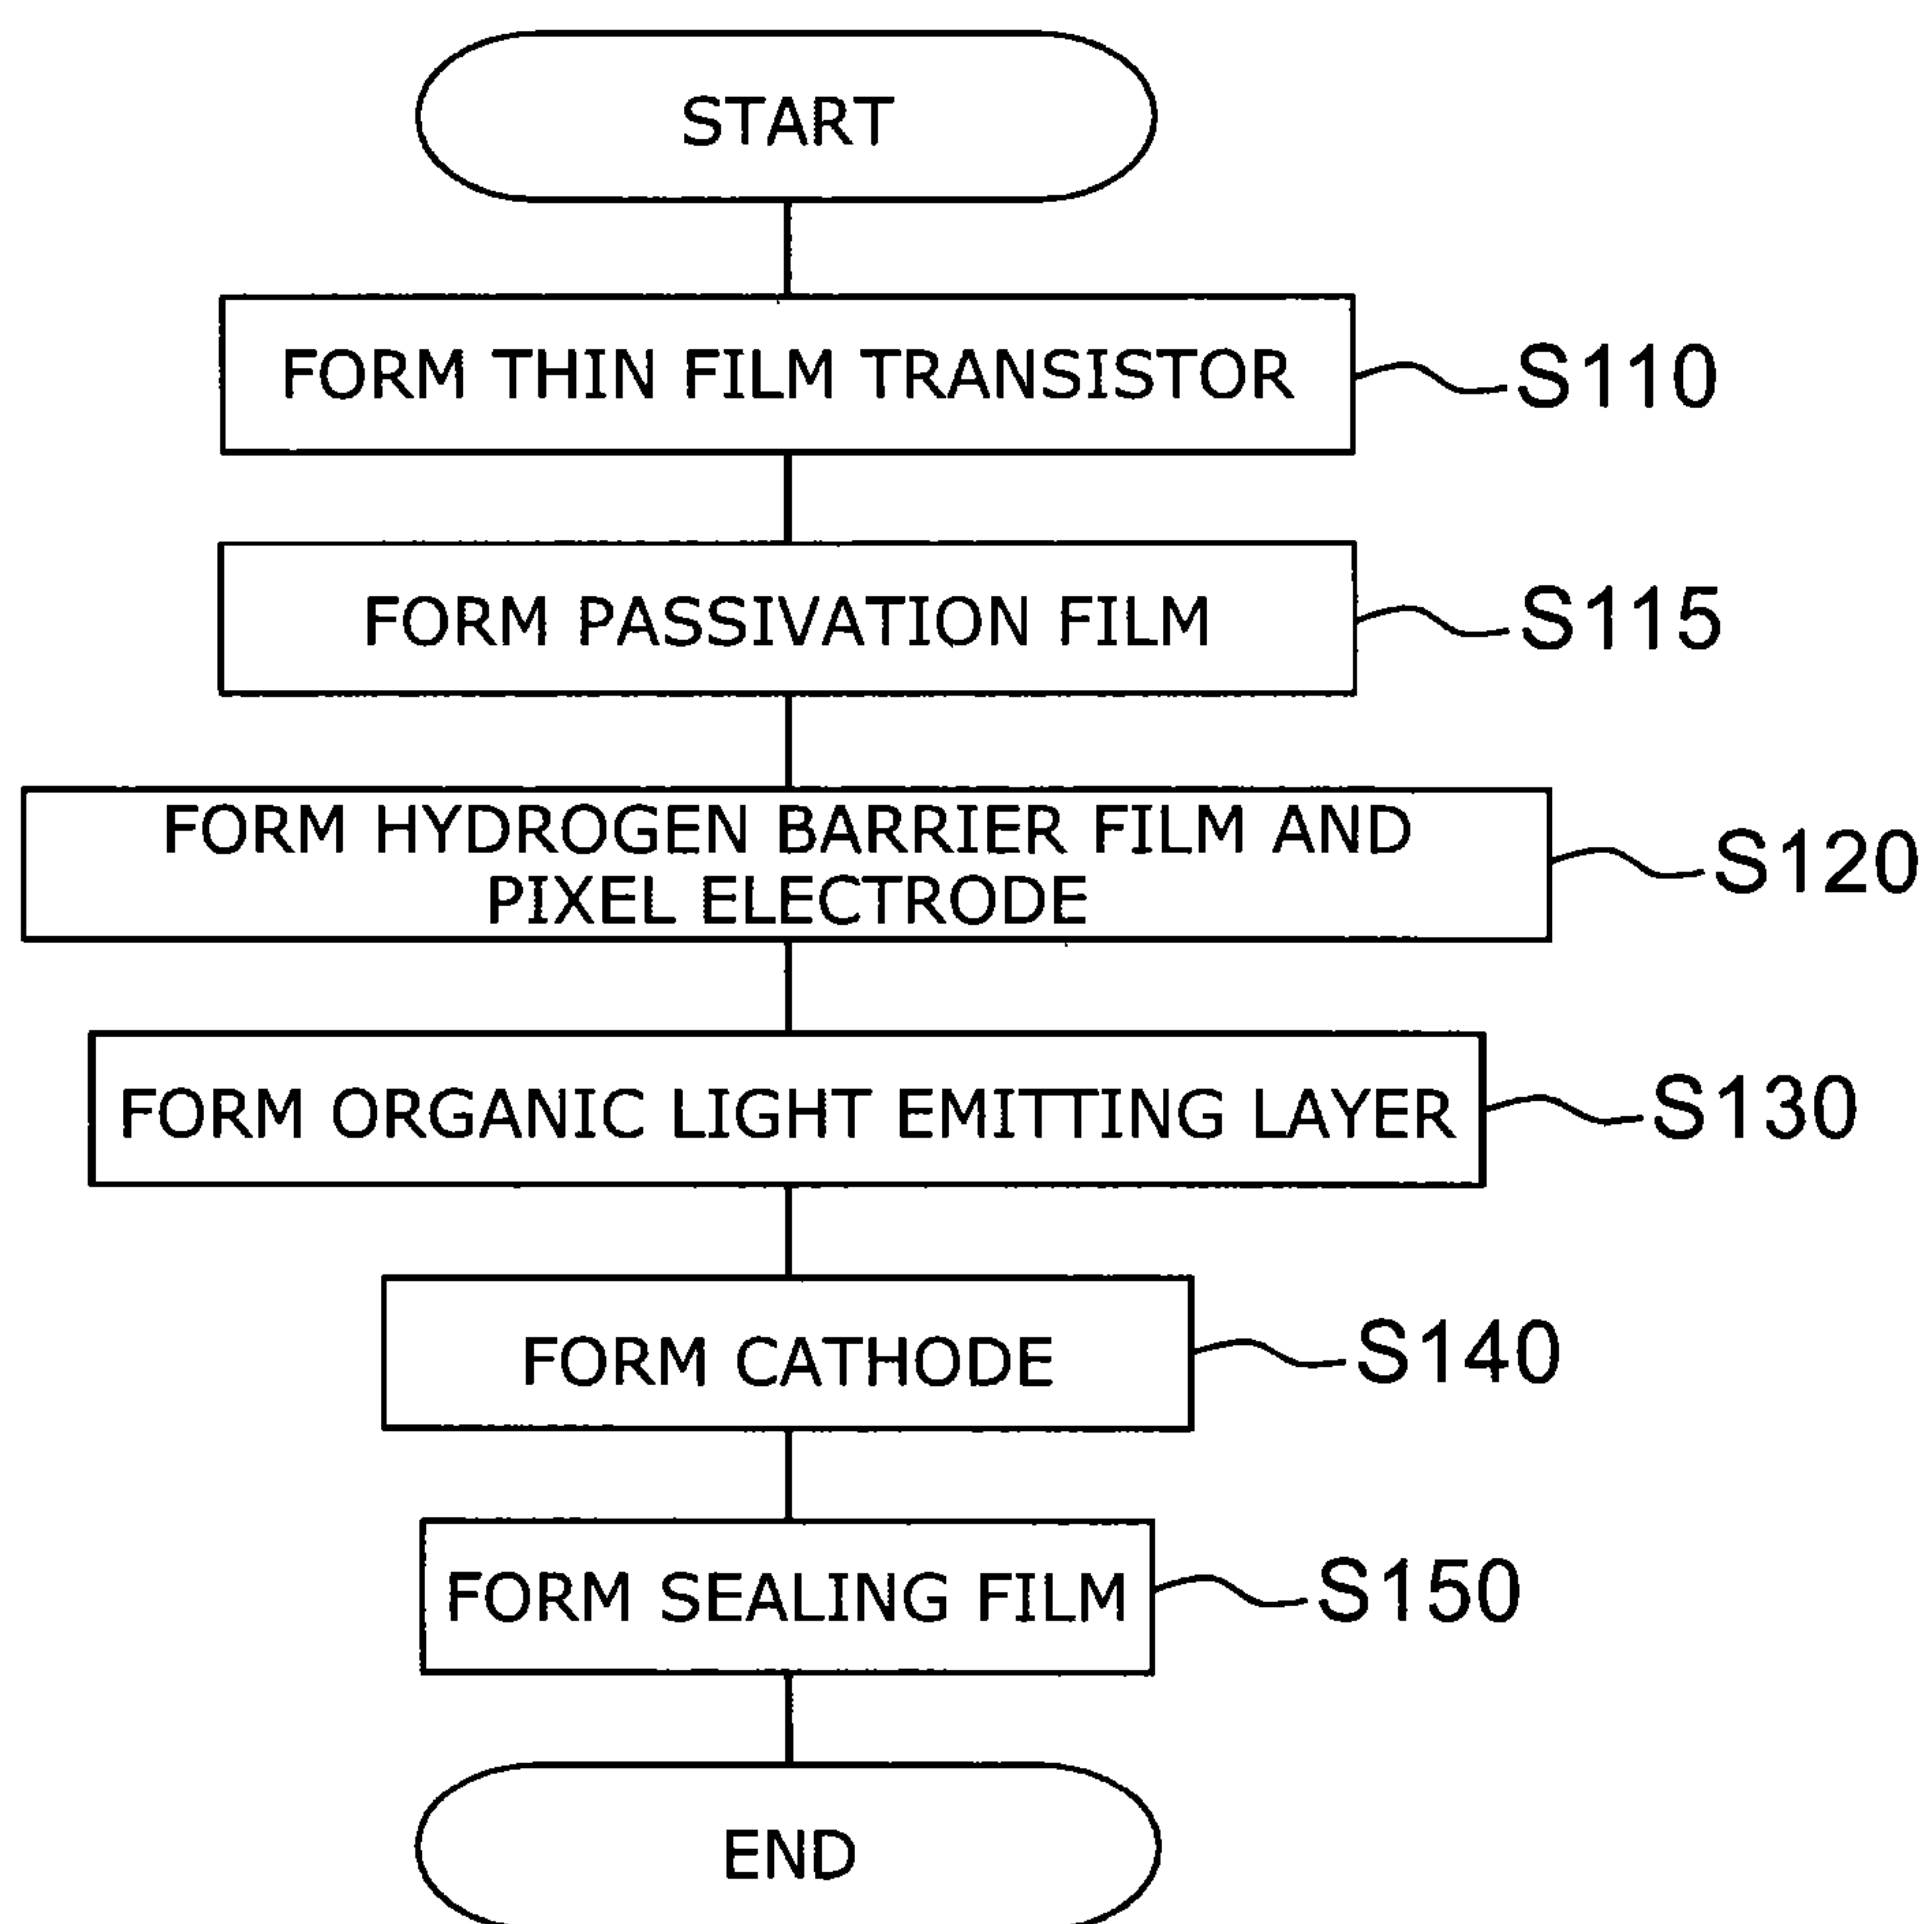 START
FORM THIN FILM TRANSISTOR
S110
FORM PASSIVATION FILM
S115
FORM HYDROGEN BARRIER FILM AND
PIXEL ELECTRODE
S120
FORM ORGANIC LIGHT EMITTING LAYER
S130
FORM CATHODE
S140
FORM SEALING FILM
S150
END